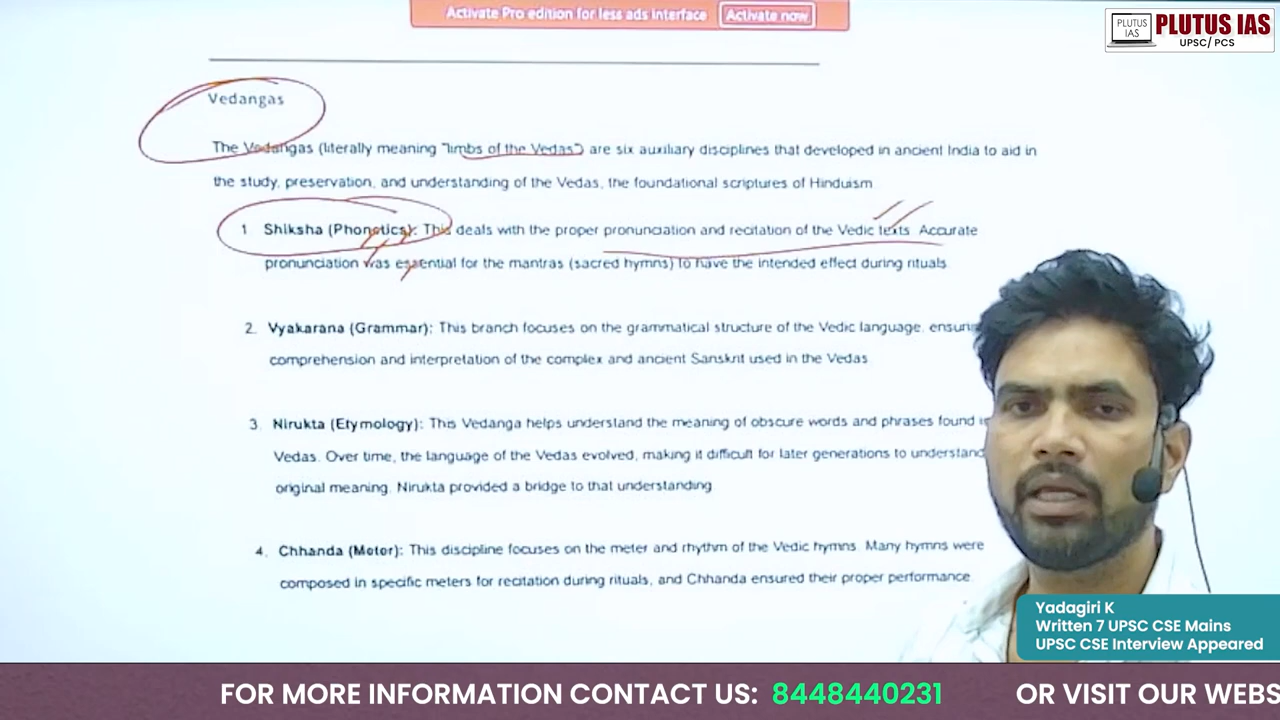 Activate Pro edition for less ads interface Activate now
PLUTUS IAS
PLUTUS IAS
UPSC/ PCS
Vedangas
The Vedangas (literally meaning "limbs of the Vedas") are six auxiliary disciplines that developed in ancient India to aid in
the study, preservation, and understanding of the Vedas, the foundational scriptures of Hinduism
1 Shiksha (Phonetics): This deals with the proper pronunciation and recitation of the Vedic texts. Accurate
pronunciation was essential for the mantras (sacred hymns) to have the intended effect during rituals
2. Vyakarana (Grammar): This branch focuses on the grammatical structure of the Vedic language,
comprehension and interpretation of the complex and ancient Sanskrit used in the Vedas
3. Nirukta (Etymology): This Vedanga helps understand the meaning of obscure words and phrases found
Vedas. Over time, the language of the Vedas evolved, making it difficult for later generations to understand
original meaning. Nirukta provided a bridge to that understanding
4. Chhanda (Meter): This discipline focuses on the meter and rhythm of the Vedic hymns. Many hymns were
composed in specific meters for recitation during rituals, and Chhanda ensured their proper performance.
Yadagiri K
Written 7 UPSC CSE Mains
UPSC CSE Interview Appeared
FOR MORE INFORMATION CONTACT US: 8448440231 OR VISIT OUR WEBS